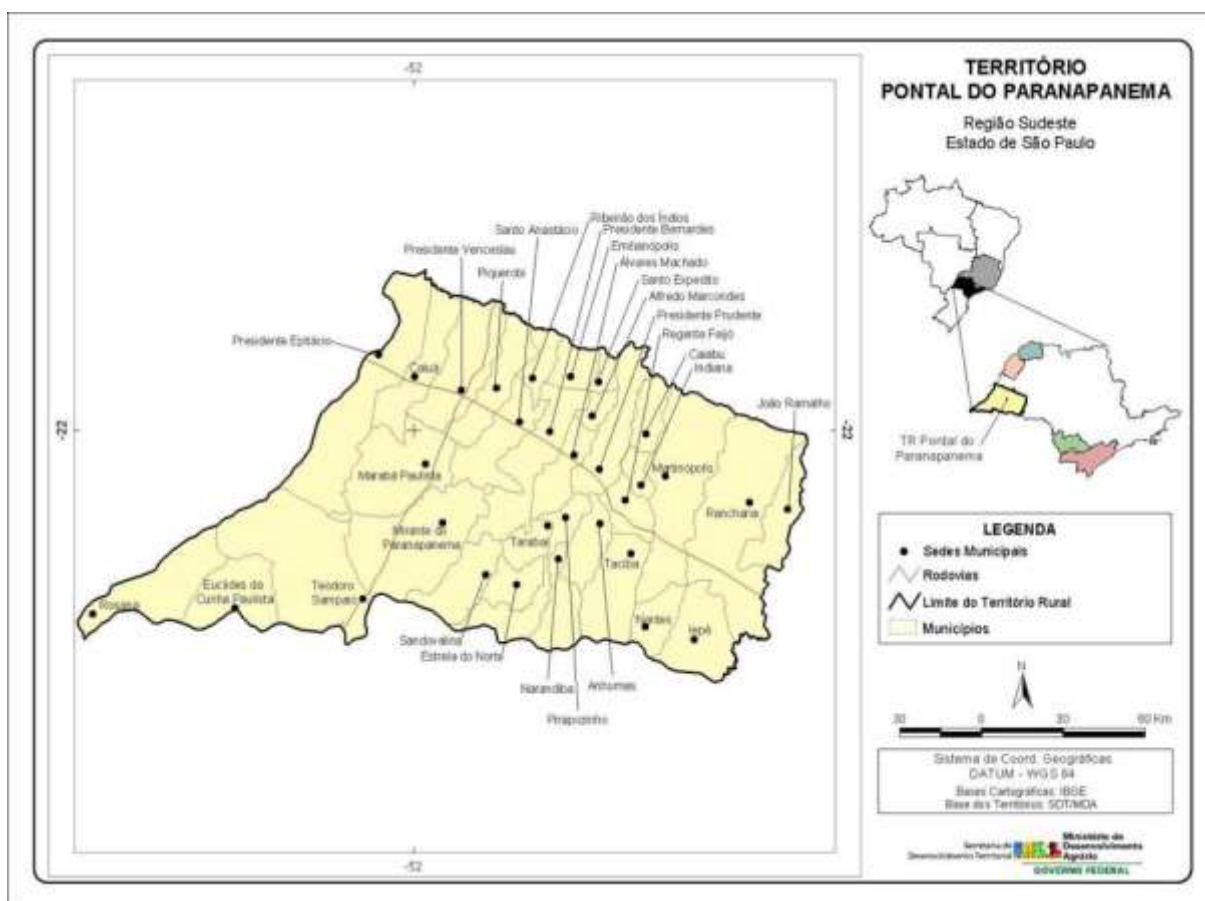 TERRITÓRIO
PONTAL DO PARANAPANEMA
Região Sudeste
Estado de São Paulo
-52
Ribeirão dos Índios
Presidente Bernardes
Santo Anastácio
Emilianópolis
Presidente Venceslau
Álvares Machado
Piquerobi
Santo Expedito
Alfredo Marcondes
Presidente Prudente
Regente Feijó
Presidente Epitácio
Caiabu
Caiuá
Indiana
João Ramalho
-22
-22
Marabá Paulista
Martinópolis
Rancharia
Mirante do
Paranapanema
Tarabai
Taciba
Euclides da
Cunha Paulista
Teodoro
Sampaio
Rosana
Nantes
Iepê
Sandovalina
Estrela do Norte
Narandiba
Anhumas
Pirapozinho
-52
TR Pontal do
Paranapanema
LEGENDA
Sedes Municipais
Rodovias
Limite do Território Rural
Municípios
N
30 0 30 60 Km
Sistema de Coord. Geográficas
DATUM - WGS 84
Bases Cartográficas: IBGE
Base dos Territórios: SDT/MDA
Secretaria de
Desenvolvimento Territorial
Ministério do
Desenvolvimento
Agrário
GOVERNO FEDERAL